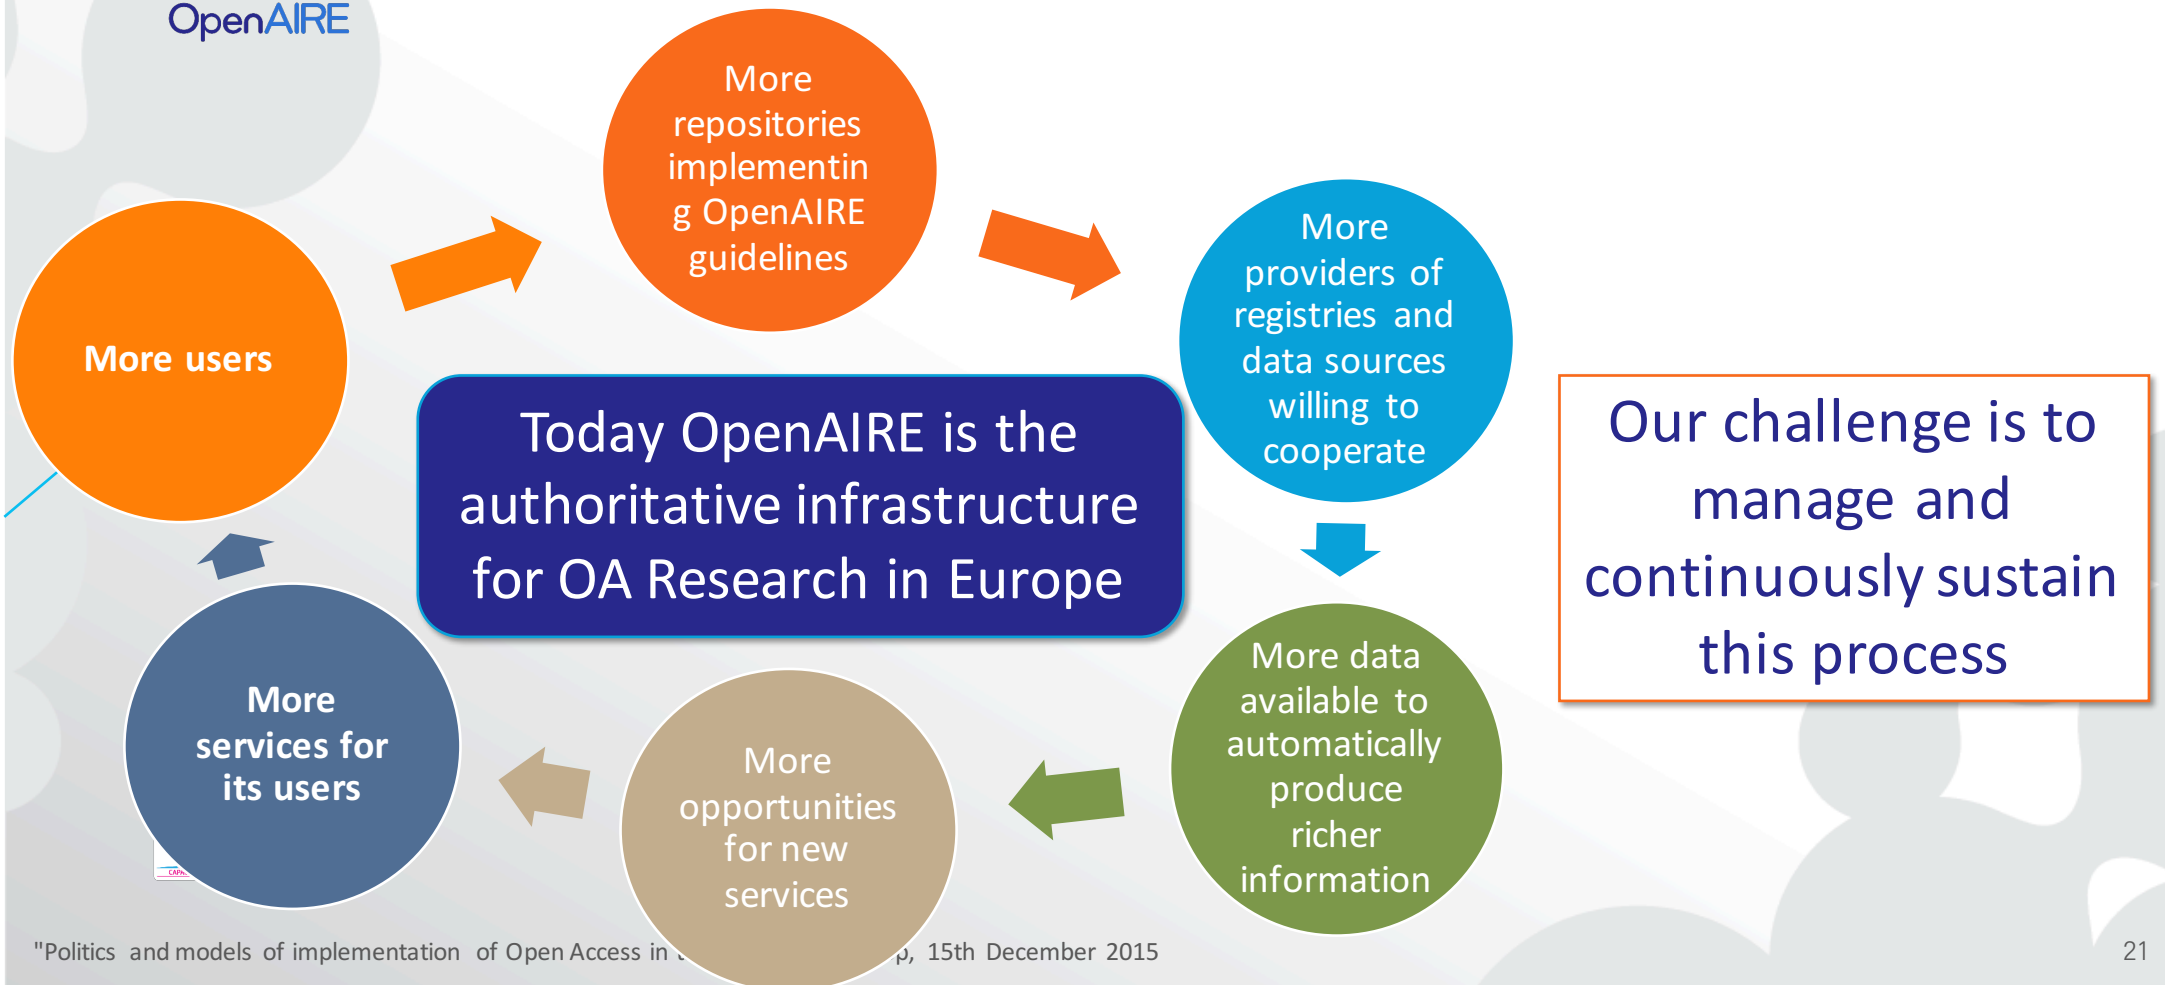 OpenAIRE
More
repositories
implementin
g OpenAIRE
guidelines
More
providers of
registries and
data sources
willing to
cooperate
More users
Today OpenAIRE is the
authoritative infrastructure
for OA Research in Europe
Our challenge is to
manage and
continuously sustain
this process
More data
available to
automatically
produce
richer
information
More
opportunities
for new
services
More
services for
its users
"Politics and models of implementation of Open Access in p, 15th December 2015
21